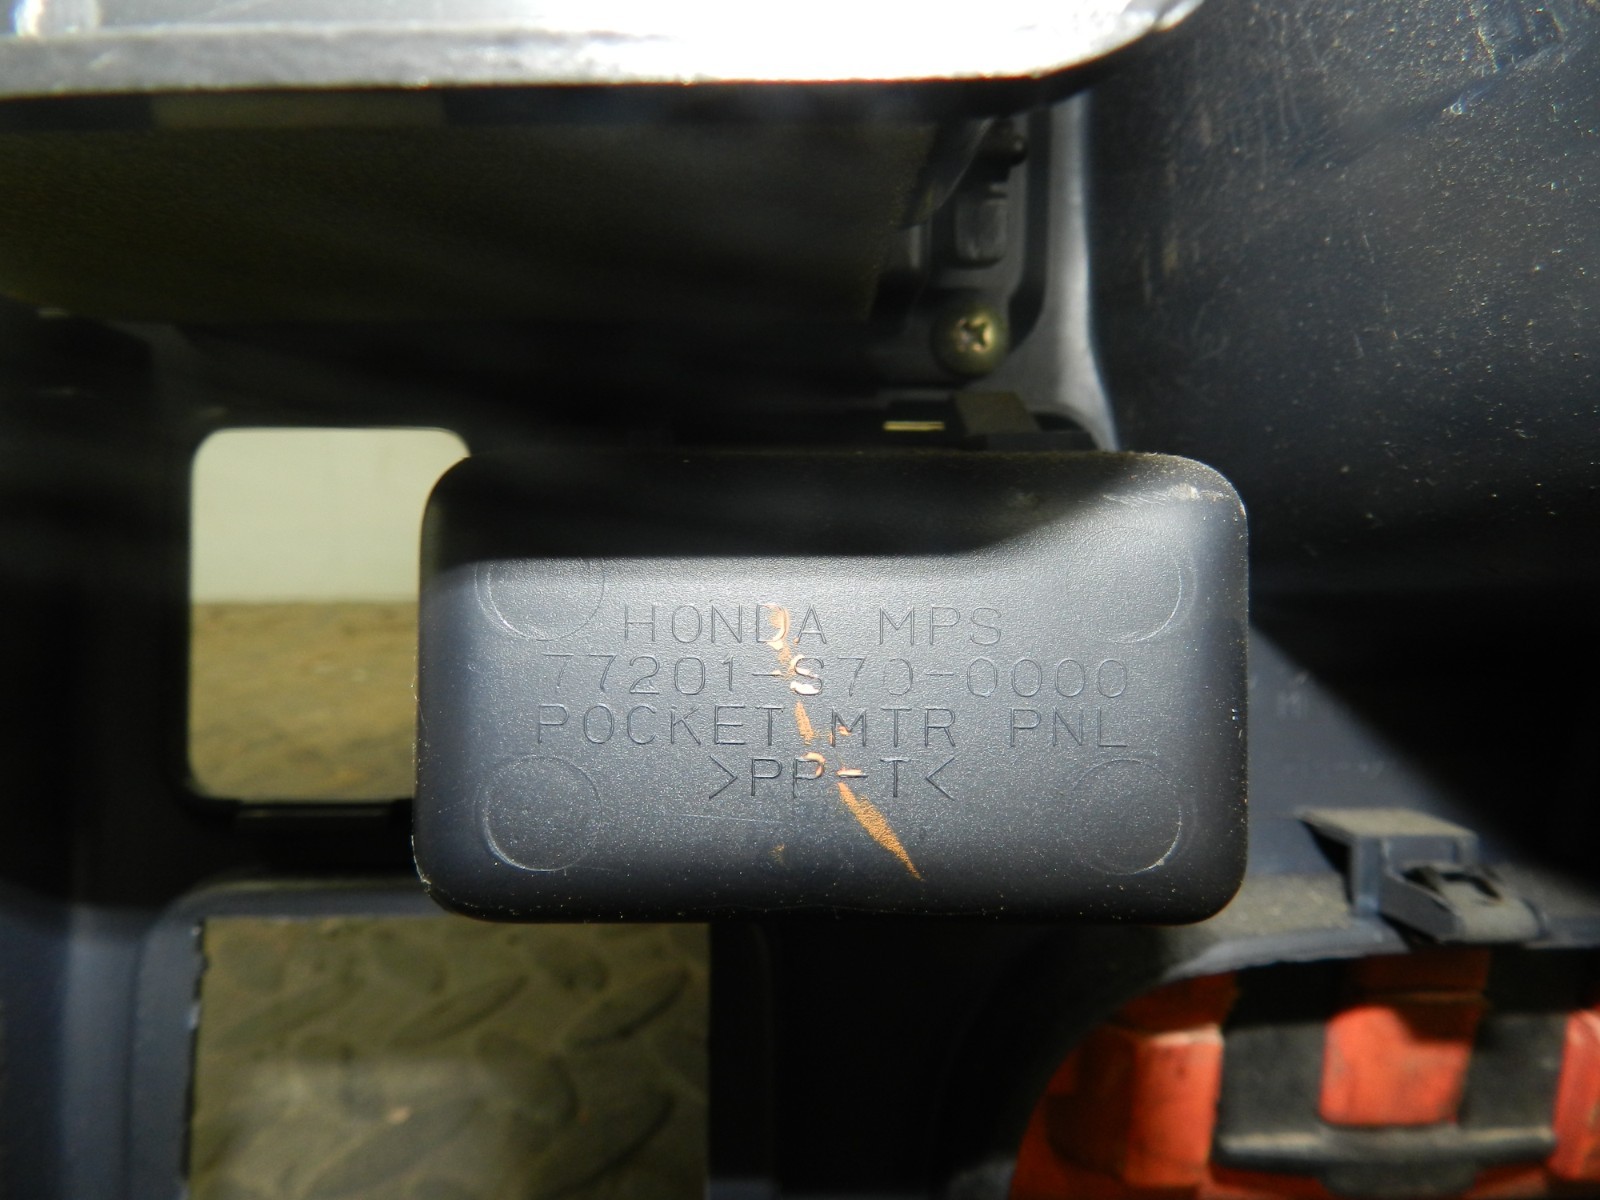 HONDA MPS
77201-S70-0000
POCKET MTR PNL
>PP-T<